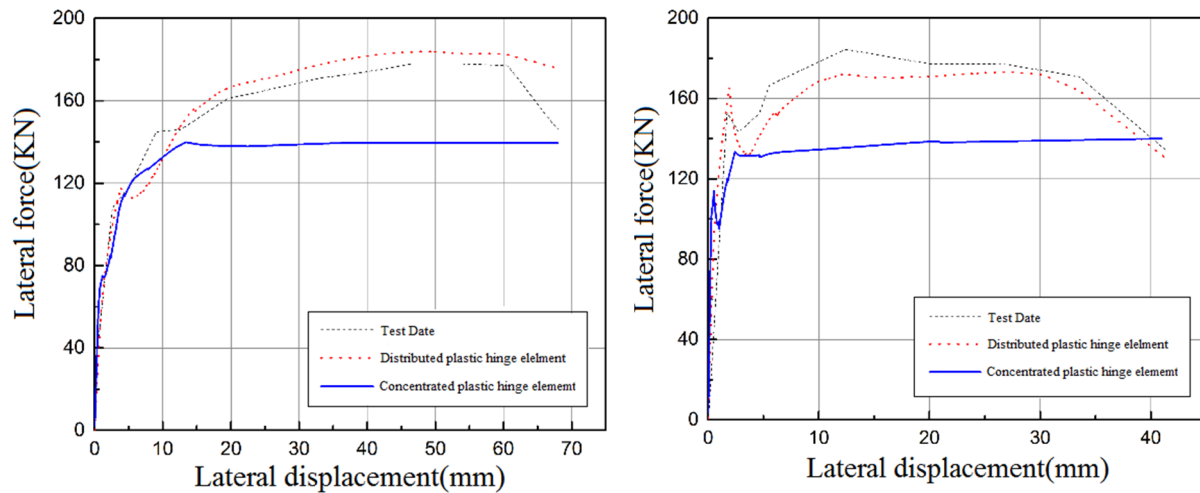 200
160
120
80
40
0
Lateral force(KN)
Test Date
Distributed plastic hinge elelment
Concentrated plastic hinge elememt
0 10 20 30 40 50 60 70
Lateral displacement(mm)
200
160
120
80
40
0
Lateral force(KN)
Test Date
Distributed plastic hinge elelment
Concentrated plastic hinge elememt
0 10 20 30 40
Lateral displacement(mm)